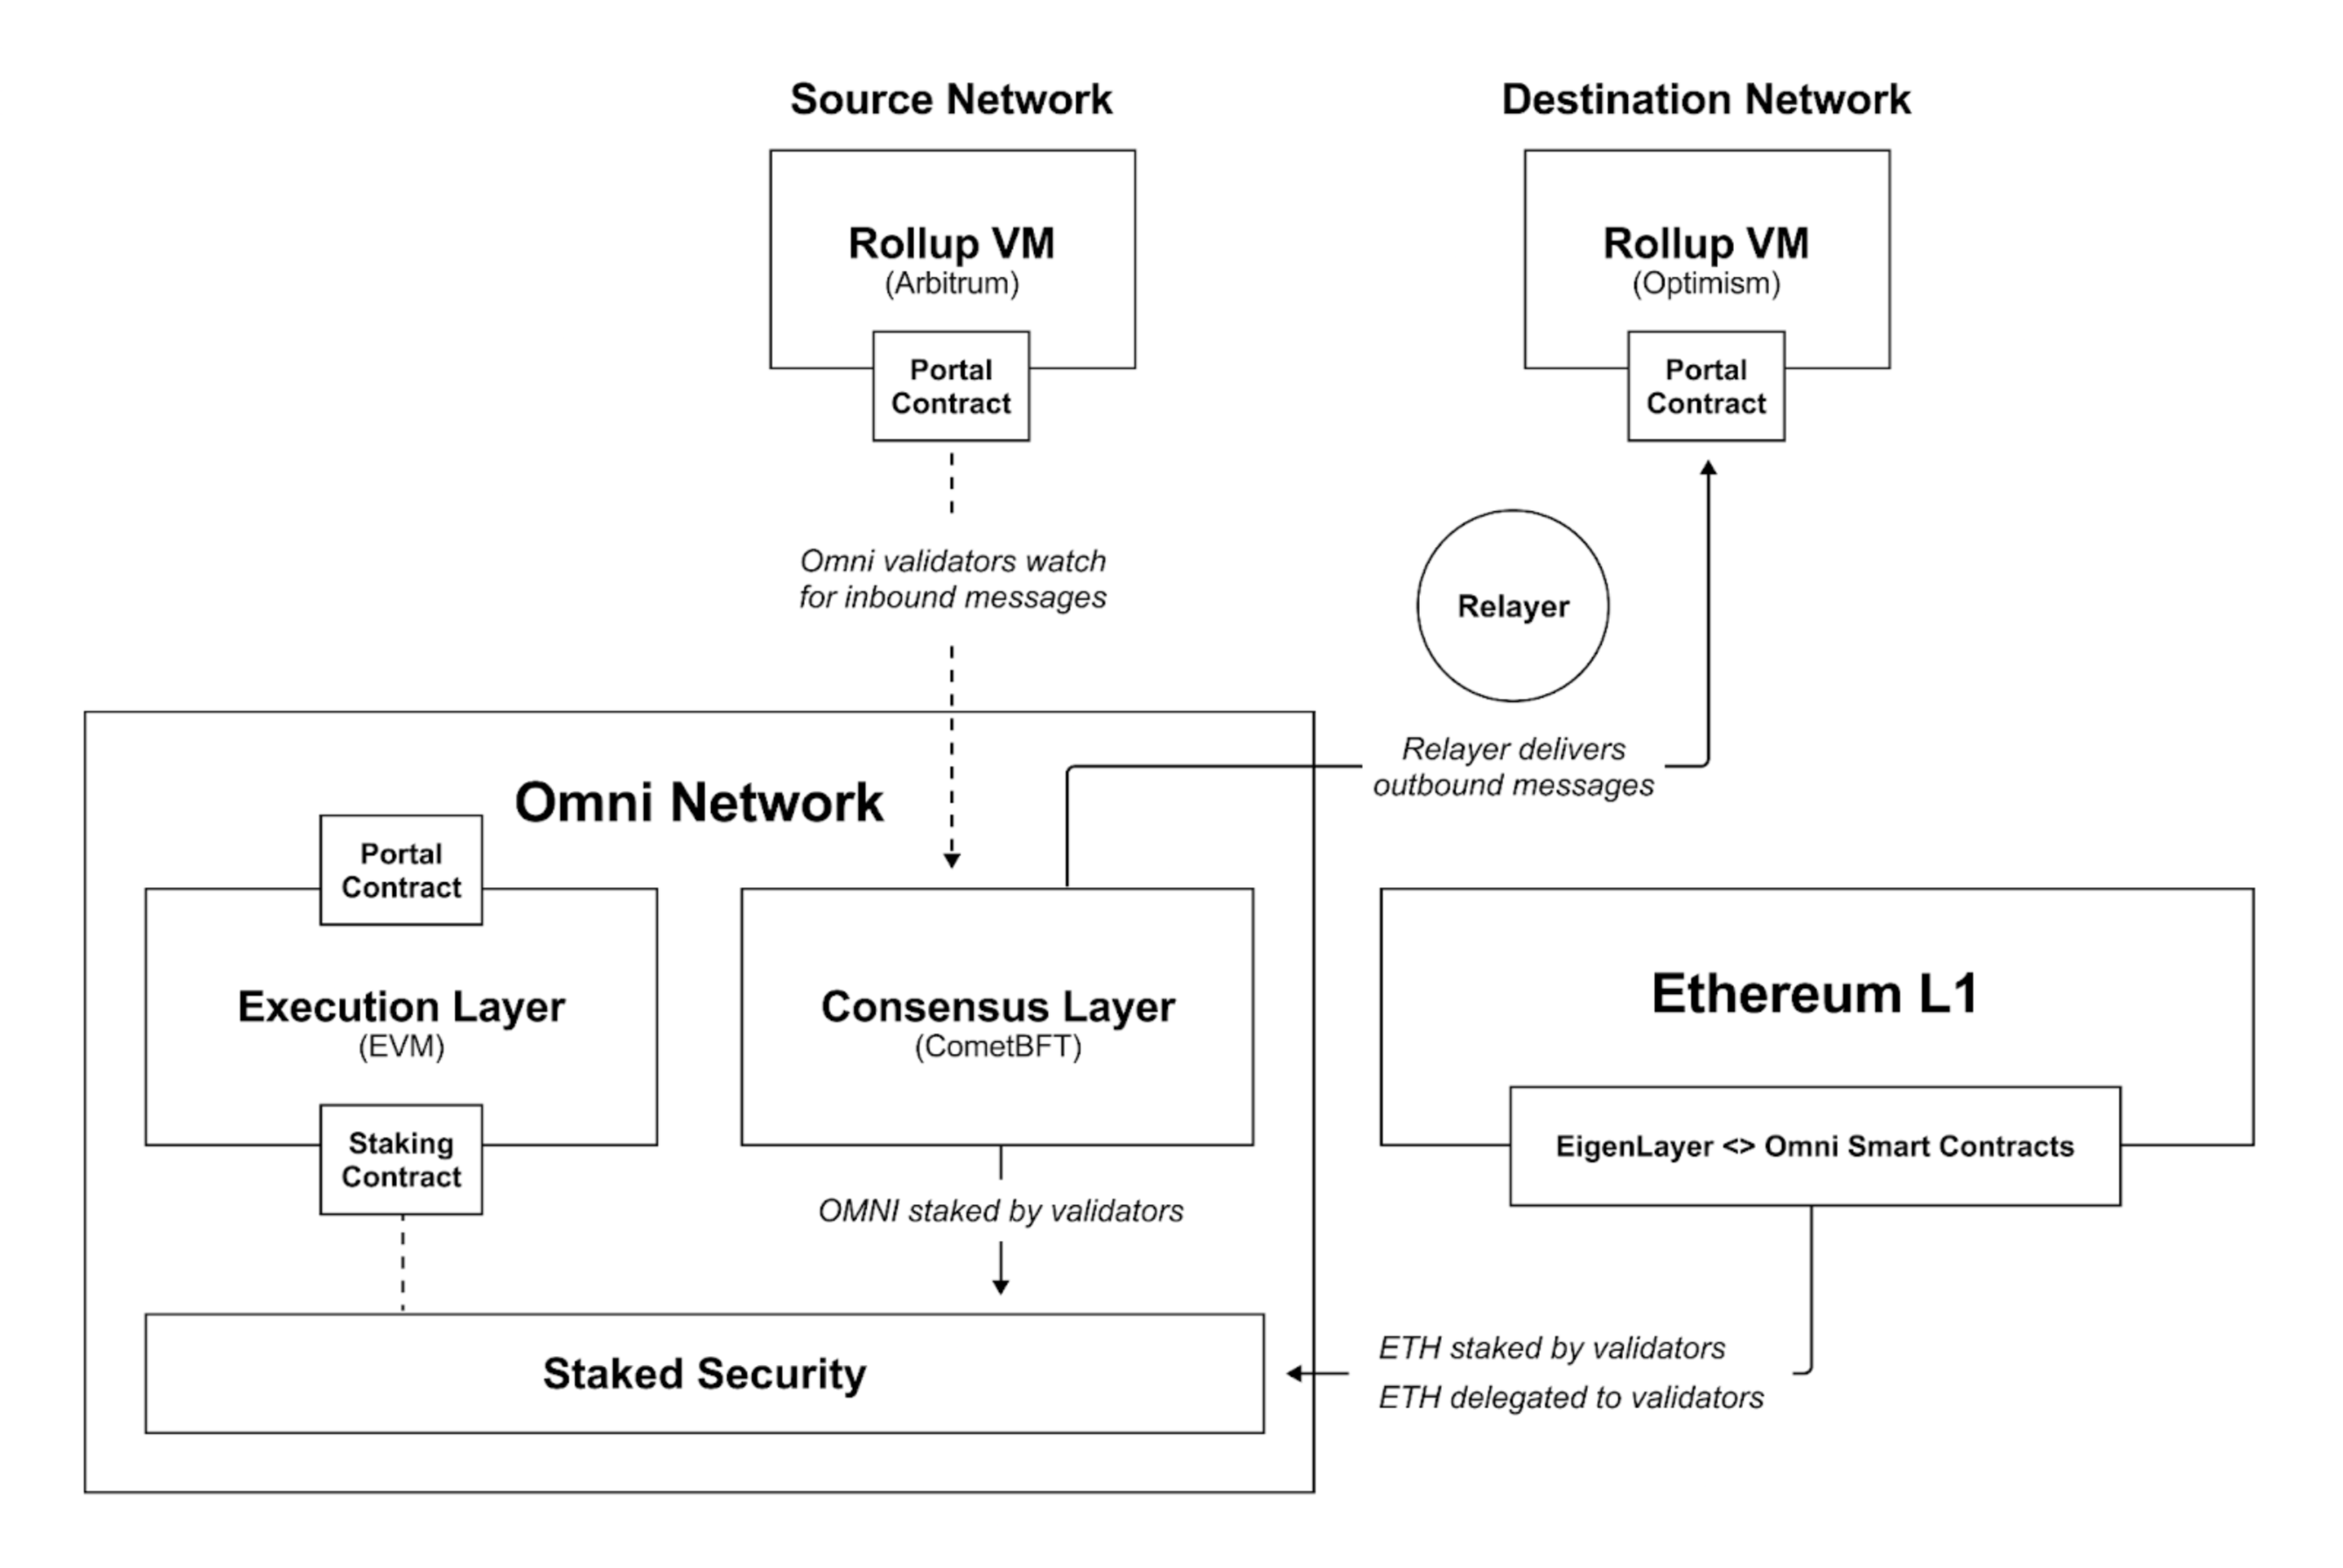 Source Network
Destination Network
Rollup VM
(Arbitrum)
Portal
Contract
Rollup VM
(Optimism)
Portal
Contract
Omni validators watch
for inbound messages
Relayer
Relayer delivers
outbound messages
Omni Network
Portal
Contract
Execution Layer
(EVM)
Staking
Contract
Consensus Layer
(CometBFT)
OMNI staked by validators
Ethereum L1
EigenLayer <> Omni Smart Contracts
Staked Security
ETH staked by validators
ETH delegated to validators